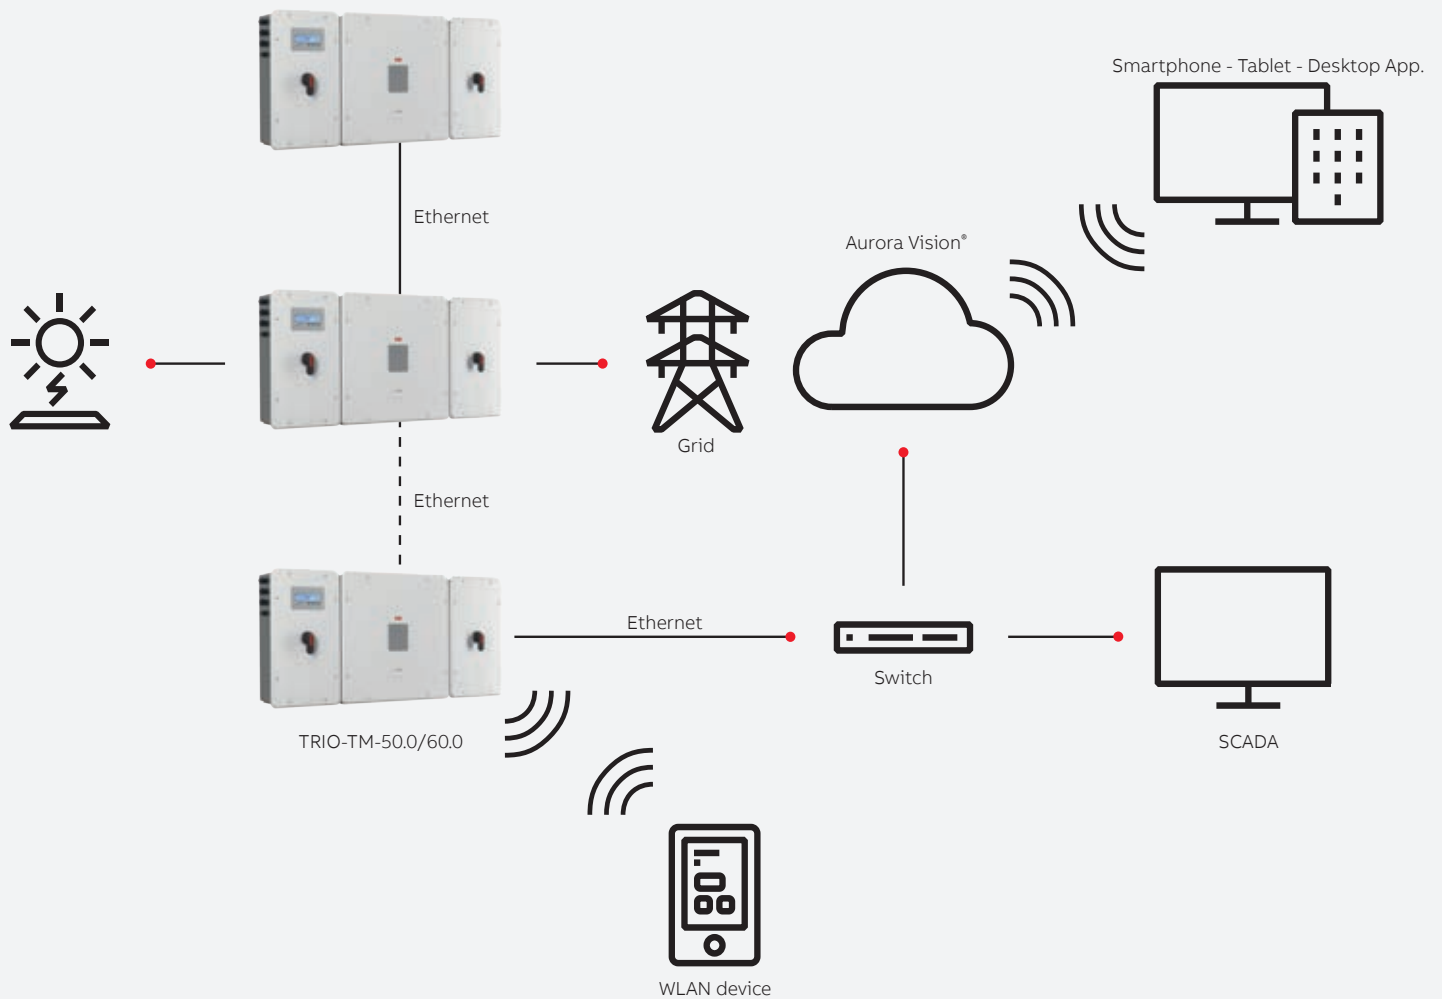 Smartphone - Tablet - Desktop App.
Ethernet
Aurora Vision®
Grid
Ethernet
Ethernet
Switch
TRIO-TM-50.0/60.0
SCADA
WLAN device